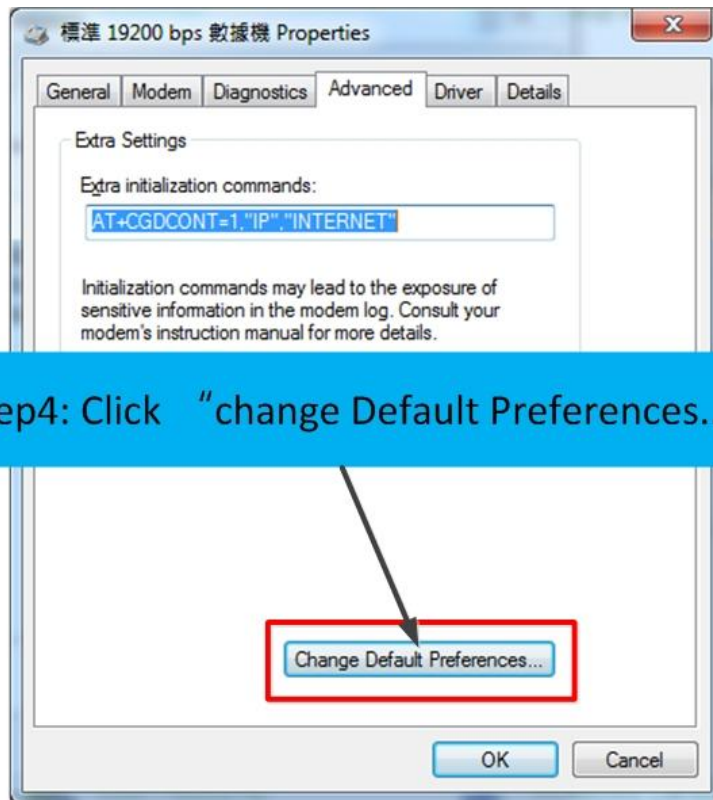 標準 19200 bps 數據機 Properties
General Modem Diagnostics Advanced Driver Details
Extra Settings
Extra initialization commands:
AT+CGDCONT=1,"IP","INTERNET"
Initialization commands may lead to the exposure of
sensitive information in the modem log. Consult your
modem's instruction manual for more details.
ep4: Click “change Default Preferences.
Change Default Preferences...
OK Cancel